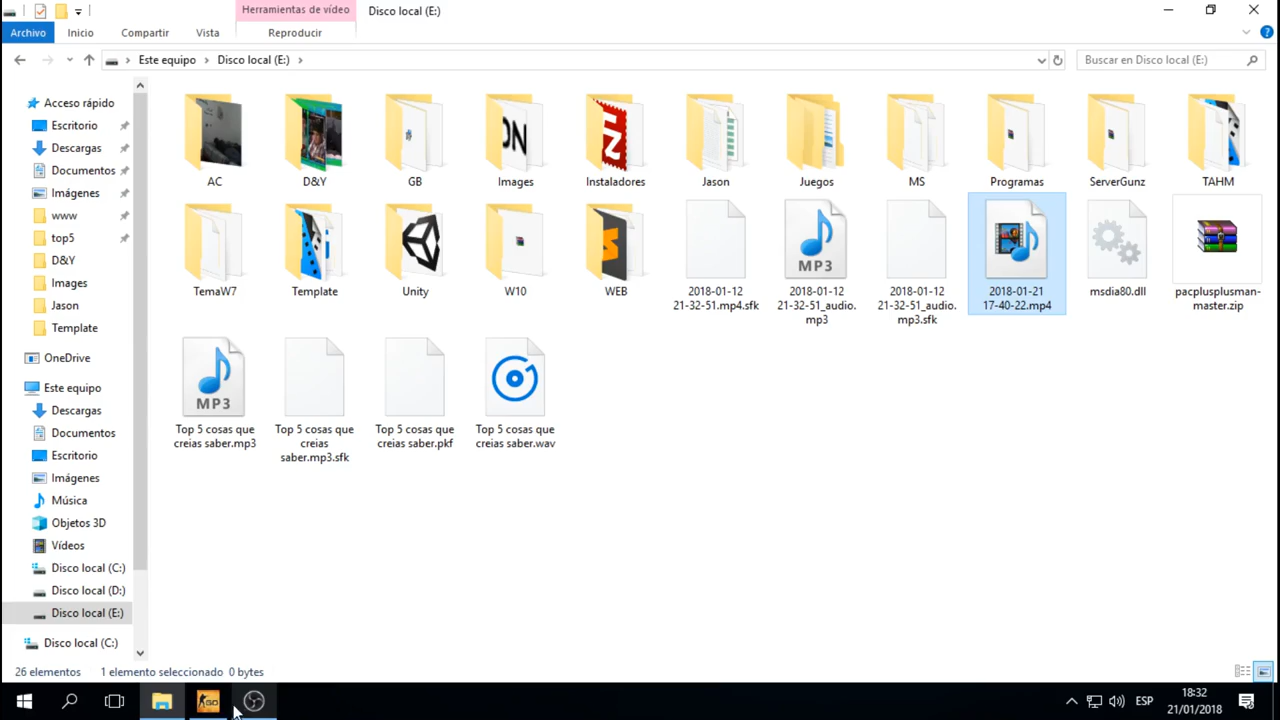 Herramientas de vídeo
Disco local (E:)
Archivo
Inicio
Compartir
Vista
Reproducir
Este equipo
Disco local (E:)
Buscar en Disco local (E:)
Acceso rápido
Escritorio
Descargas
Documentos
Imágenes
www
top5
D&Y
Images
Jason
Template
OneDrive
Este equipo
Descargas
Documentos
Escritorio
Imágenes
Música
Objetos 3D
Vídeos
Disco local (C:)
Disco local (D:)
Disco local (E:)
Disco local (C:)
AC
D&Y
GB
ON
Images
Instaladores
Jason
Juegos
MS
Programas
ServerGunz
TAHM
TemaW7
Template
Unity
W10
WEB
2018-01-12
21-32-51.mp4.sfk
MP3
2018-01-12
21-32-51_audio.
mp3
2018-01-12
21-32-51_audio.
mp3.sfk
2018-01-21
17-40-22.mp4
msdia80.dll
pacplusplusman-
master.zip
MP3
Top 5 cosas que
creias saber.mp3
Top 5 cosas que
creias
saber.mp3.sfk
Top 5 cosas que
creias saber.pkf
Top 5 cosas que
creias saber.wav
26 elementos
1 elemento seleccionado
0 bytes
GO
ESP
18:32
21/01/2018